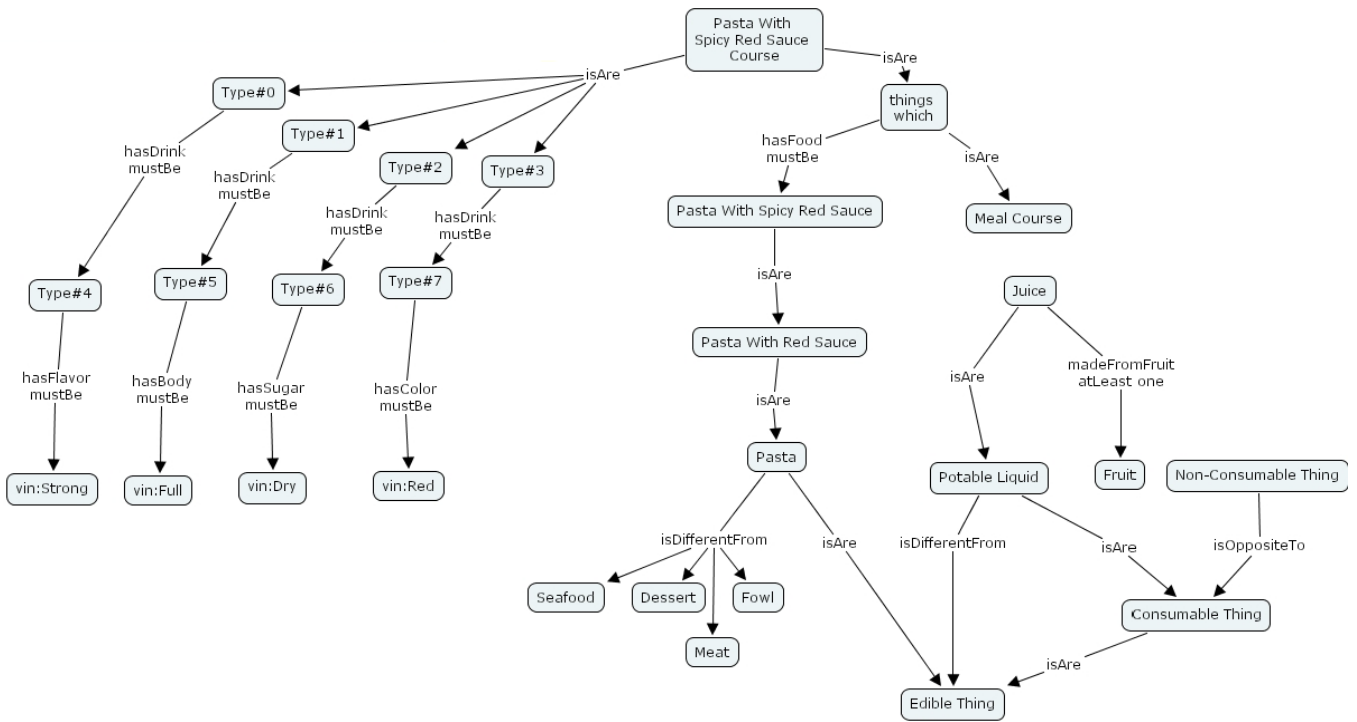 Pasta With
Spicy Red Sauce
Course
isAre
isAre
Type#0
things
which
Type#1
hasFood
mustBe
hasDrink
mustBe
Type#2
Type#3
isAre
hasDrink
mustBe
Pasta With Spicy Red Sauce
Meal Course
hasDrink
mustBe
hasDrink
mustBe
isAre
Type#4
Type#5
Type#6
Type#7
Juice
Pasta With Red Sauce
hasFlavor
mustBe
hasBody
mustBe
hasSugar
mustBe
hasColor
mustBe
isAre
isAre
madeFromFruit
atLeast one
Pasta
vin:Strong
vin:Full
vin:Dry
vin:Red
Potable Liquid
Fruit
Non-Consumable Thing
isDifferentFrom
isAre
isDifferentFrom
isAre
isOppositeTo
Seafood
Dessert
Fowl
Consumable Thing
Meat
isAre
Edible Thing